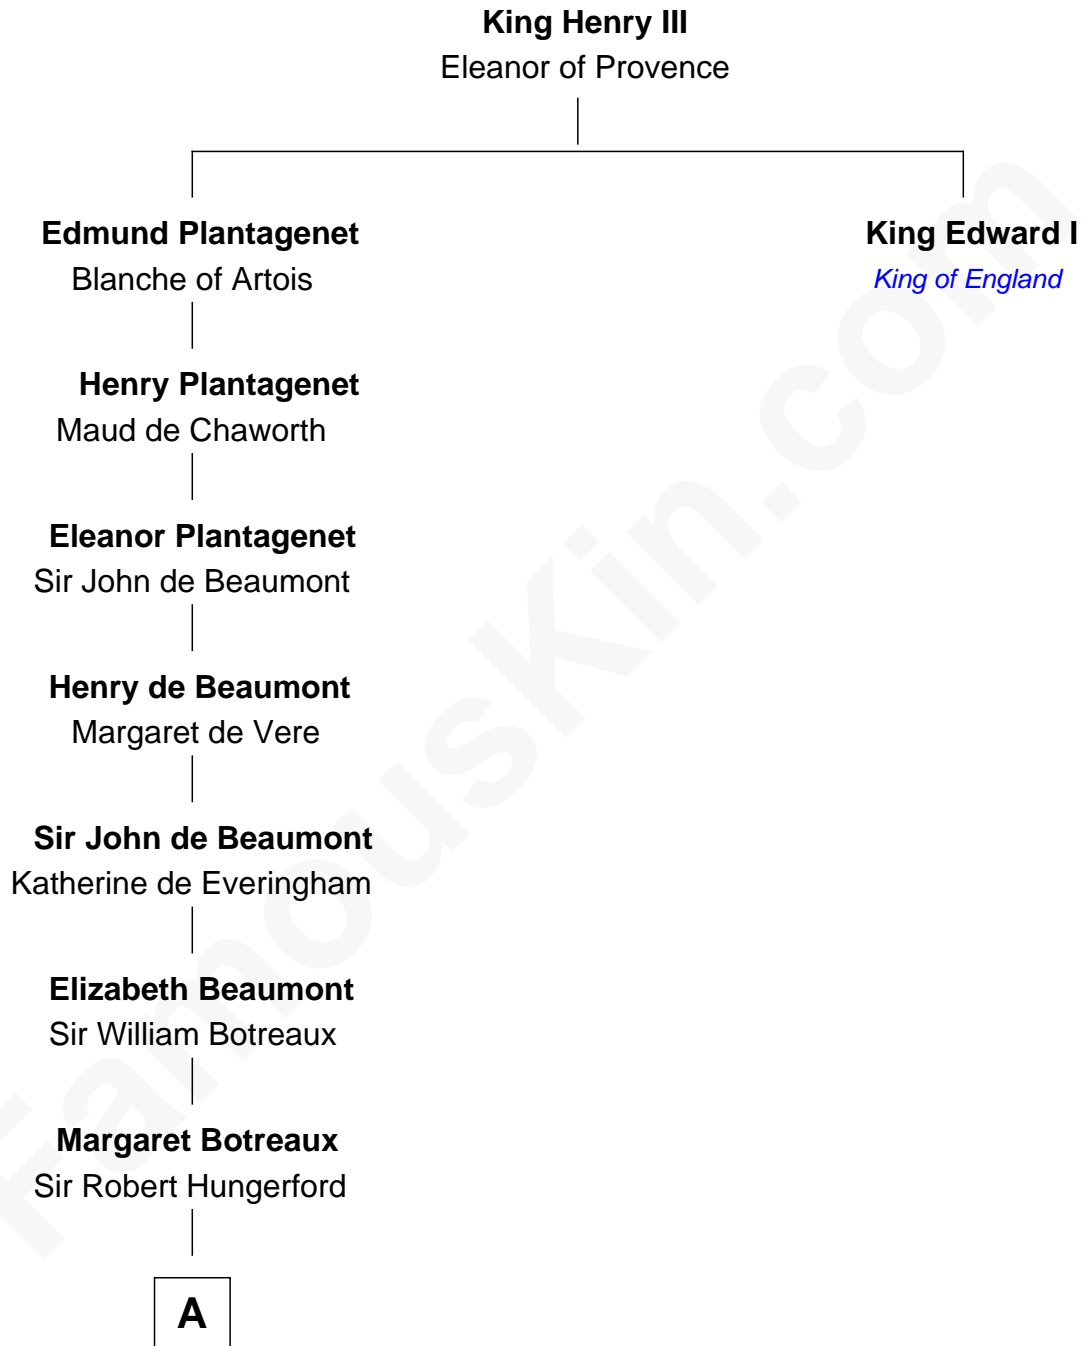 King Henry III
Eleanor of Provence
Edmund Plantagenet
Blanche of Artois
King Edward I
King of England
Henry Plantagenet
Maud de Chaworth
Eleanor Plantagenet
Sir John de Beaumont
Henry de Beaumont
Margaret de Vere
Sir John de Beaumont
Katherine de Everingham
Elizabeth Beaumont
Sir William Botreaux
Margaret Botreaux
Sir Robert Hungerford
A
FamousKin.com